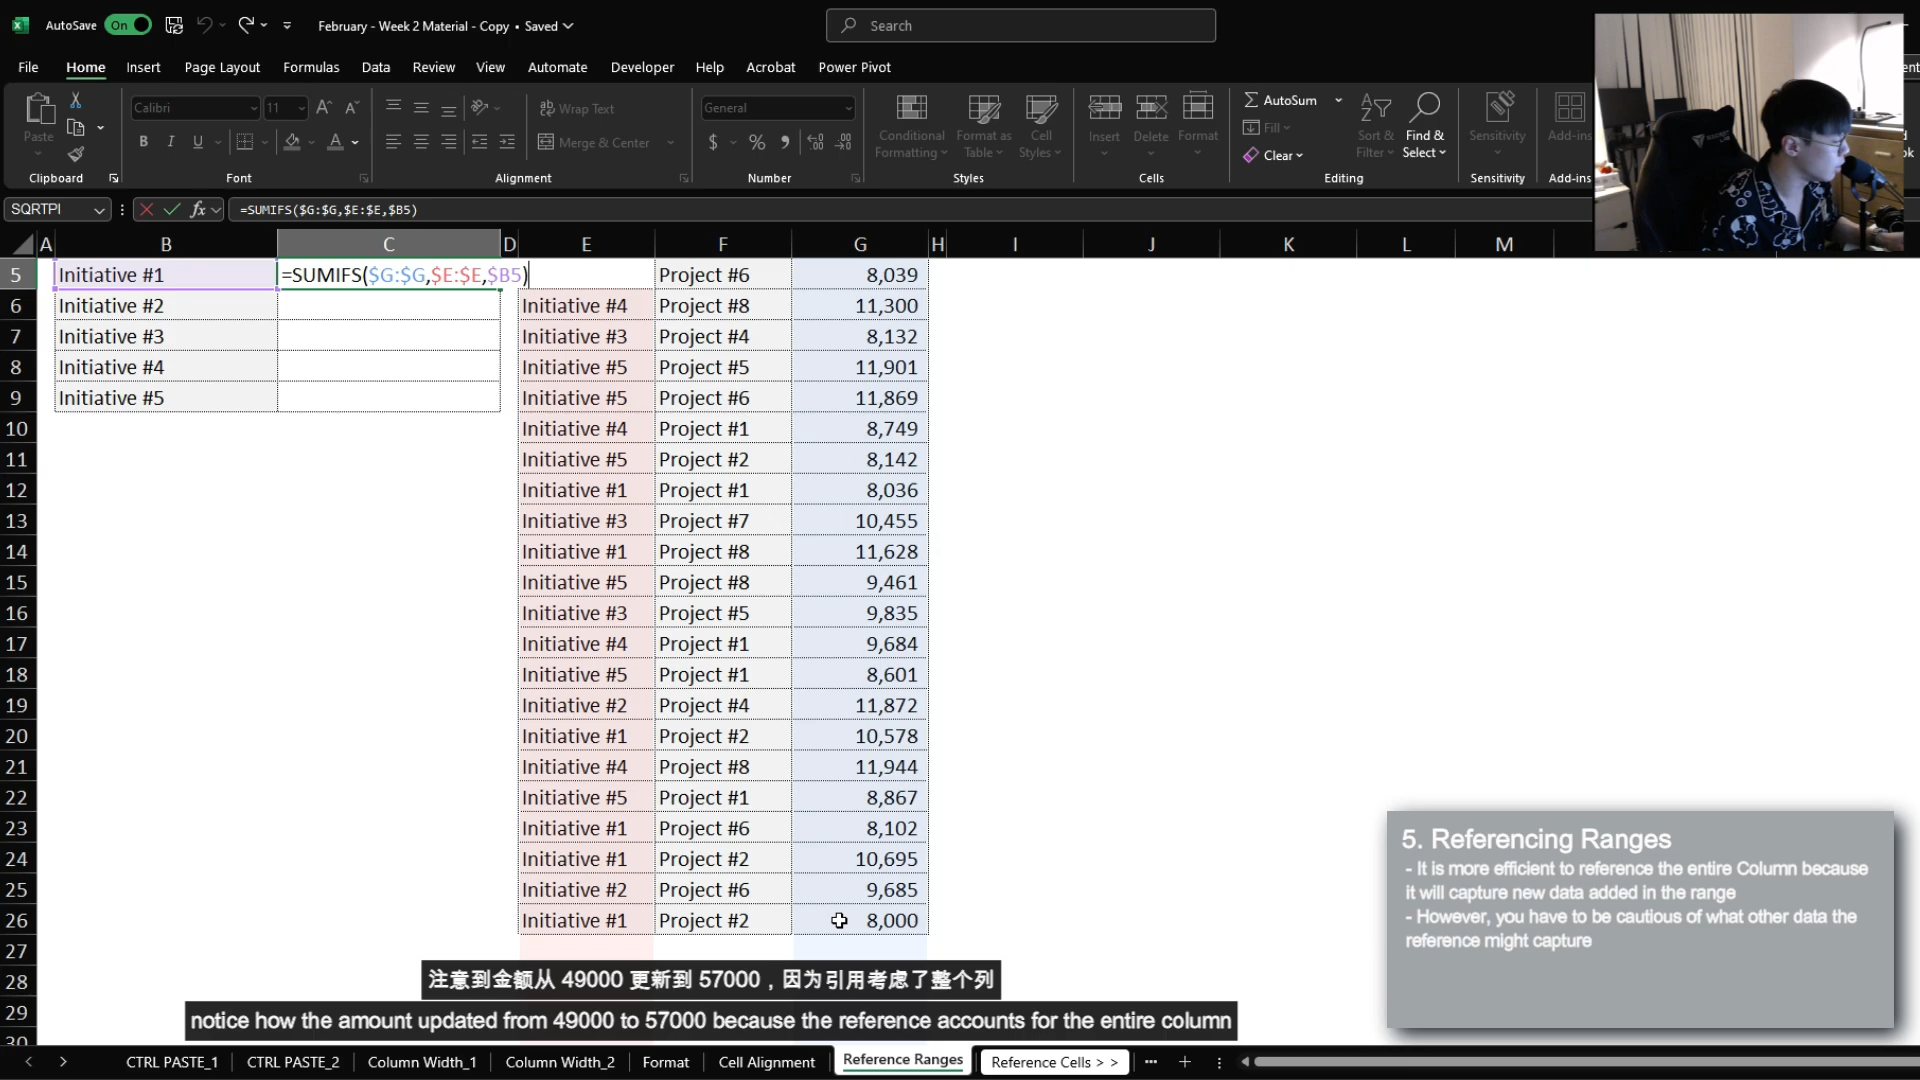 AutoSave On February - Week 2 Material - Copy • Saved Search
File Home Insert Page Layout Formulas Data Review View Automate Developer Help Acrobat Power Pivot
Paste
Calibri 11
B I U
Wrap Text
Merge & Center
General
$ % ,
Conditional Formatting
Format as Table
Cell Styles
Insert
Delete
Format
AutoSum
Fill
Clear
Sort & Filter
Find & Select
Sensitivity
Add-ins
Clipboard Font Alignment Number Styles Cells Editing Sensitivity Add-ins
SQRTPI fx =SUMIFS($G:$G,$E:$E,$B5)
A B C D E F G H I J K L M
5 Initiative #1 =SUMIFS($G:$G,$E:$E,$B5) Project #6 8,039
6 Initiative #2 Initiative #4 Project #8 11,300
7 Initiative #3 Initiative #3 Project #4 8,132
8 Initiative #4 Initiative #5 Project #5 11,901
9 Initiative #5 Initiative #5 Project #6 11,869
10 Initiative #4 Project #1 8,749
11 Initiative #5 Project #2 8,142
12 Initiative #1 Project #1 8,036
13 Initiative #3 Project #7 10,455
14 Initiative #1 Project #8 11,628
15 Initiative #5 Project #8 9,461
16 Initiative #3 Project #5 9,835
17 Initiative #4 Project #1 9,684
18 Initiative #5 Project #1 8,601
19 Initiative #2 Project #4 11,872
20 Initiative #1 Project #2 10,578
21 Initiative #4 Project #8 11,944
22 Initiative #5 Project #1 8,867
23 Initiative #1 Project #6 8,102
24 Initiative #1 Project #2 10,695
25 Initiative #2 Project #6 9,685
26 Initiative #1 Project #2 8,000
27
28
29
30
5. Referencing Ranges
- It is more efficient to reference the entire Column because
it will capture new data added in the range
- However, you have to be cautious of what other data the
reference might capture
注意到金额从 49000 更新到 57000，因为引用考虑了整个列
notice how the amount updated from 49000 to 57000 because the reference accounts for the entire column
CTRL PASTE_1 CTRL PASTE_2 Column Width_1 Column Width_2 Format Cell Alignment Reference Ranges Reference Cells > >